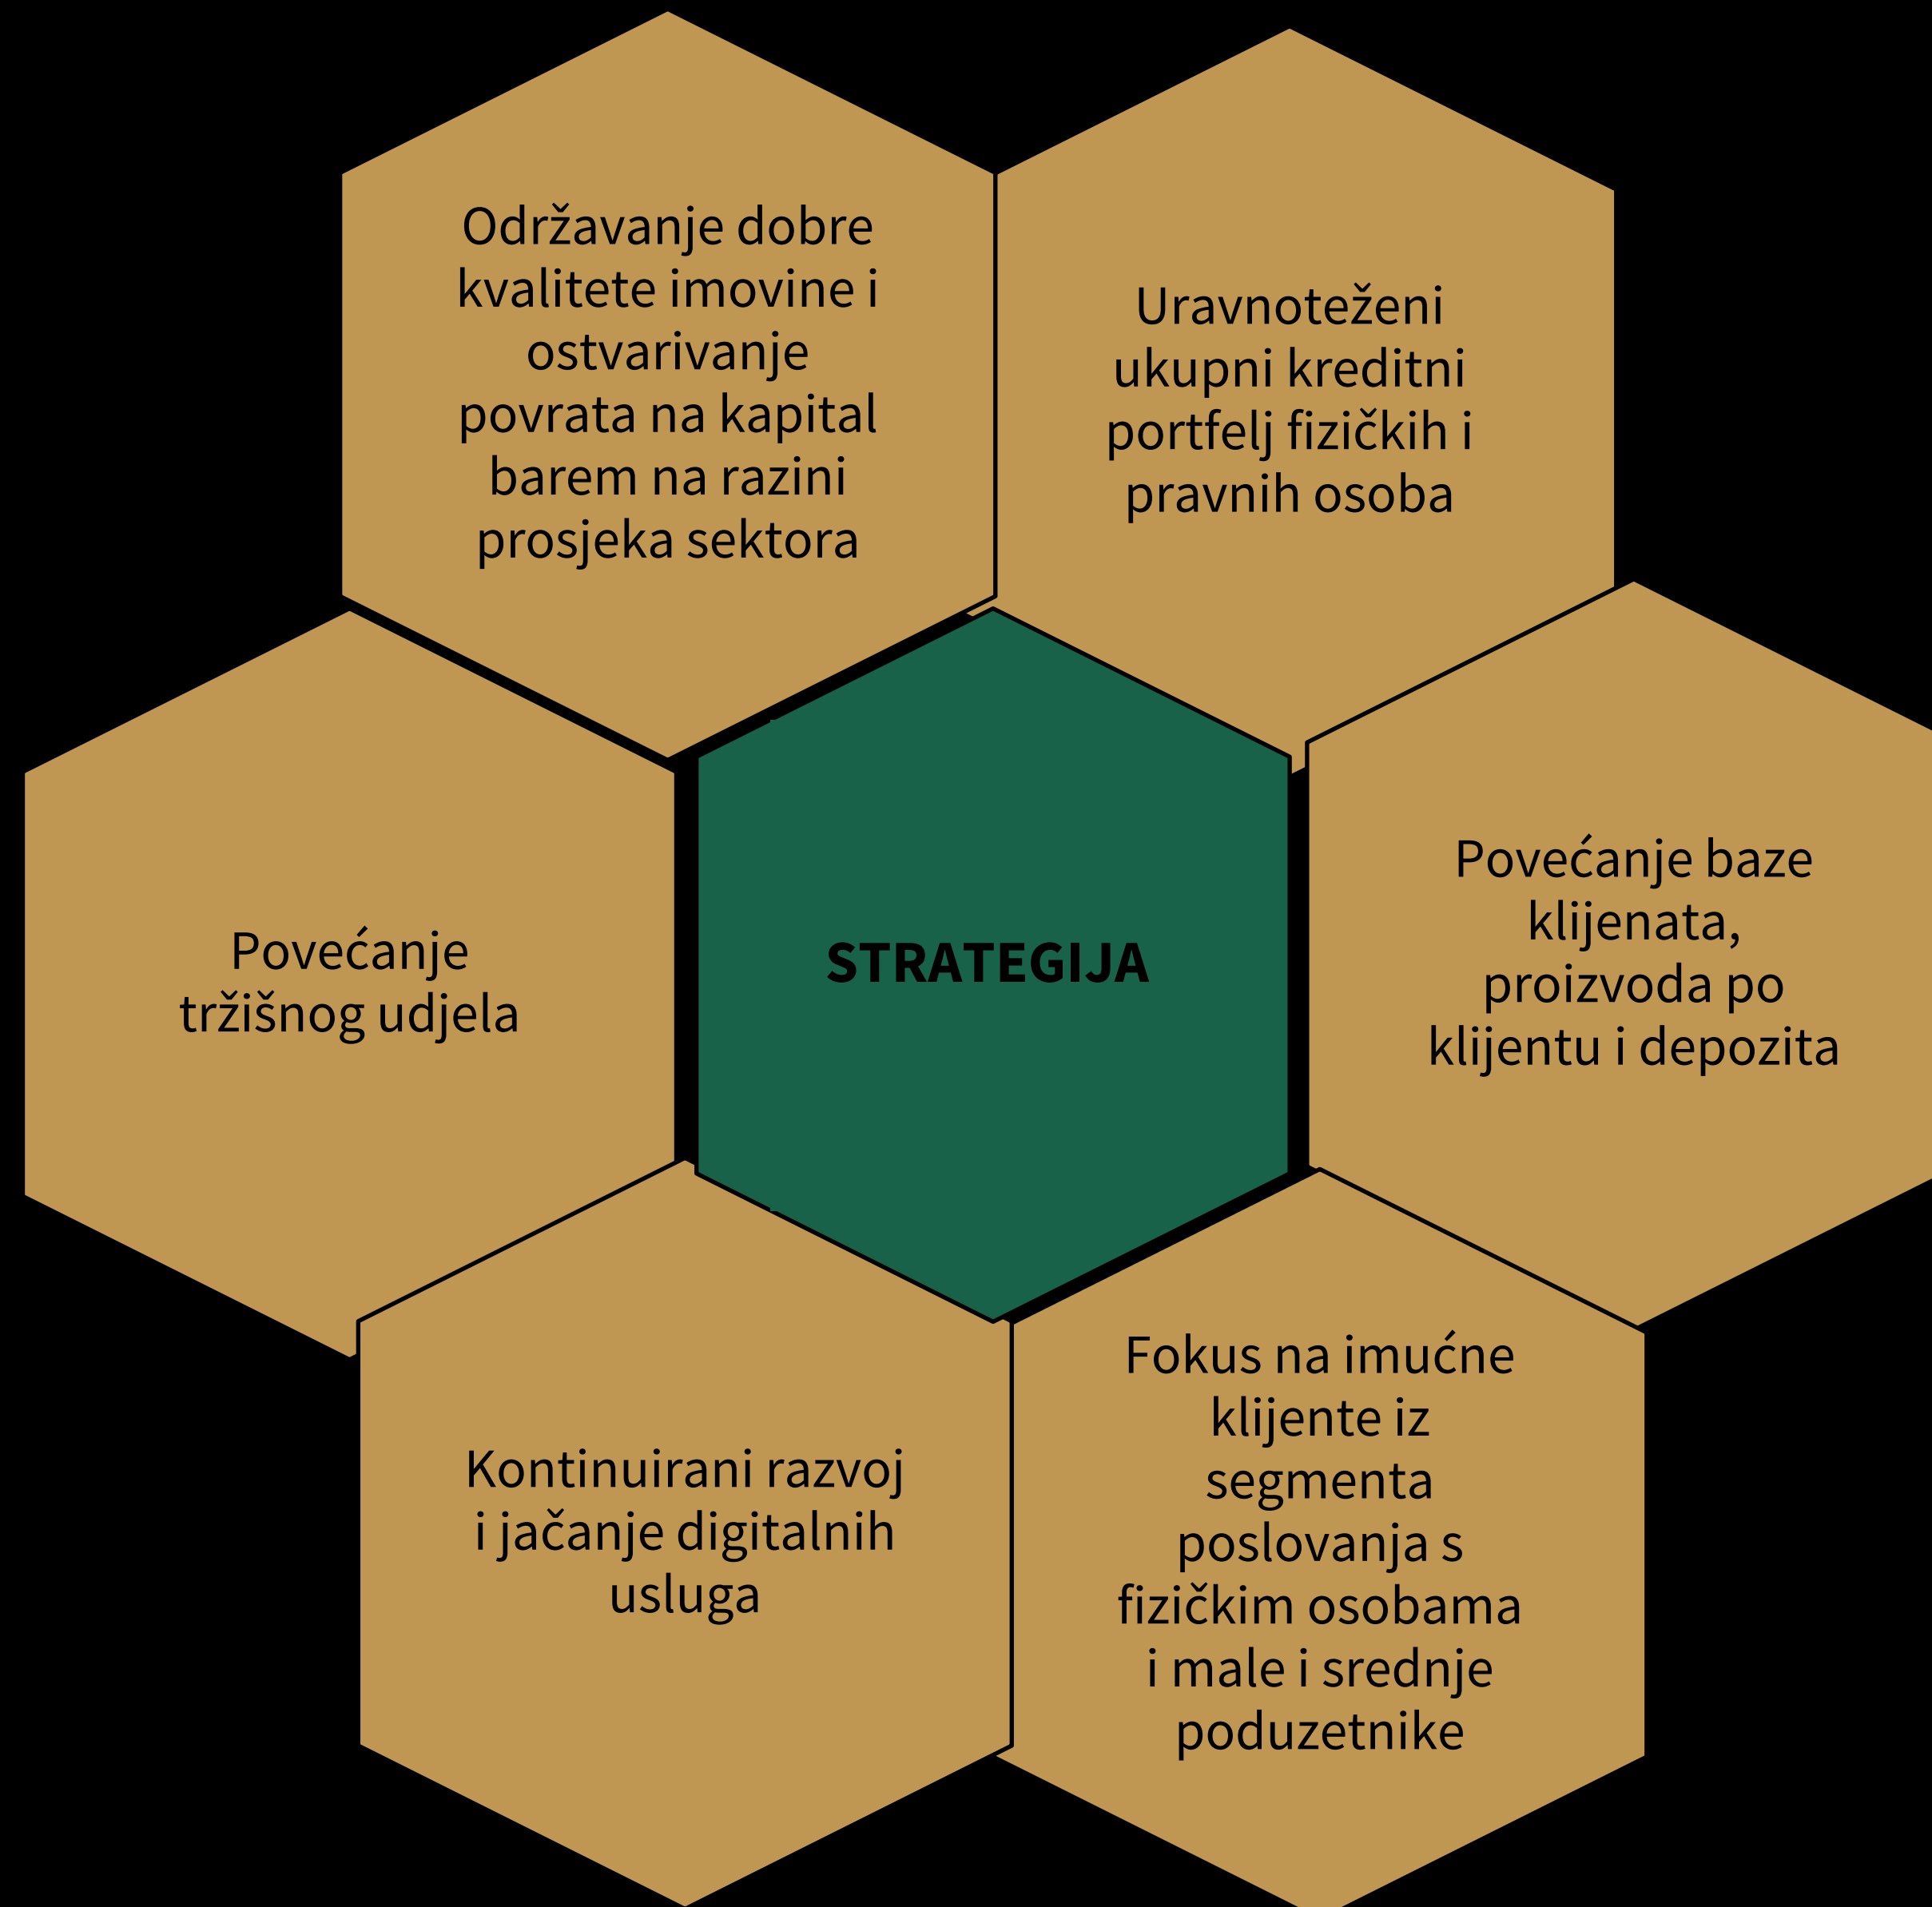 Održavanje dobre
kvalitete imovine i
ostvarivanje
povrata na kapital
barem na razini
prosjeka sektora
Uravnoteženi
ukupni kreditni
portfelj fizičkih i
pravnih osoba
Povećanje
tržišnog udjela
STRATEGIJA
Povećanje baze
klijenata,
proizvoda po
klijentu i depozita
Kontinuirani razvoj
i jačanje digitalnih
usluga
Fokus na imućne
klijente iz
segmenta
poslovanja s
fizičkim osobama
i male i srednje
poduzetnike